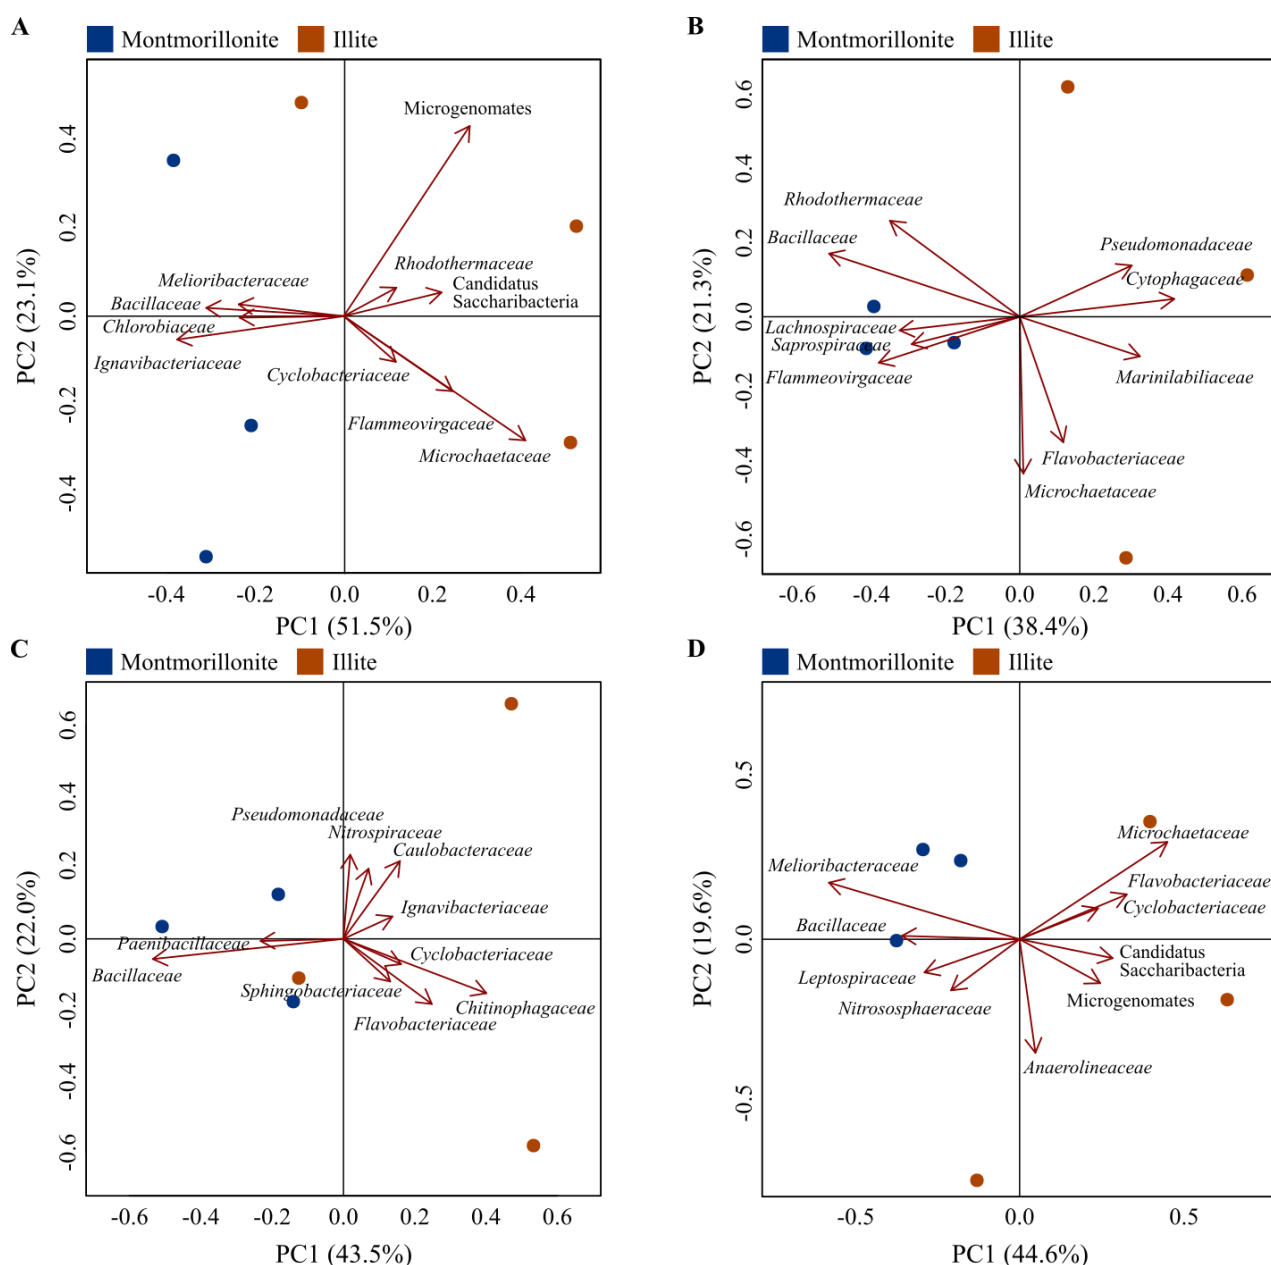 A
Montmorillonite Illite
Microgenomates
Rhodothermaceae
Candidatus
Saccharibacteria
Melioribacteraceae
Bacillaceae
Chlorobiaceae
Ignavibacteriaceae
Cyclobacteriaceae
Flammeovirgaceae
Microchaetaceae
PC2 (23.1%)
0.4
0.2
0.0
-0.2
-0.4
-0.4 -0.2 0.0 0.2 0.4
PC1 (51.5%)
B
Montmorillonite Illite
Rhodothermaceae
Bacillaceae
Pseudomonadaceae
Cytophagaceae
Lachnospiraceae
Saprospiraceae
Flammeovirgaceae
Marinilabiliaceae
Flavobacteriaceae
Microchaetaceae
PC2 (21.3%)
0.6
0.4
0.2
0.0
-0.2
-0.4
-0.6
-0.6 -0.4 -0.2 0.0 0.2 0.4 0.6
PC1 (38.4%)
C
Montmorillonite Illite
Pseudomonadaceae
Nitrospiraceae
Caulobacteraceae
Ignavibacteriaceae
Paenibacillaceae
Bacillaceae
Cyclobacteriaceae
Sphingobacteriaceae
Chitinophagaceae
Flavobacteriaceae
PC2 (22.0%)
0.6
0.4
0.2
0.0
-0.2
-0.4
-0.6
-0.6 -0.4 -0.2 0.0 0.2 0.4 0.6
PC1 (43.5%)
D
Montmorillonite Illite
Microchaetaceae
Melioribacteraceae
Flavobacteriaceae
Cyclobacteriaceae
Bacillaceae
Candidatus
Saccharibacteria
Leptospiraceae
Microgenomates
Nitrososphaeraceae
Anaerolineaceae
PC2 (19.6%)
0.5
0.0
-0.5
-0.5 0.0 0.5
PC1 (44.6%)